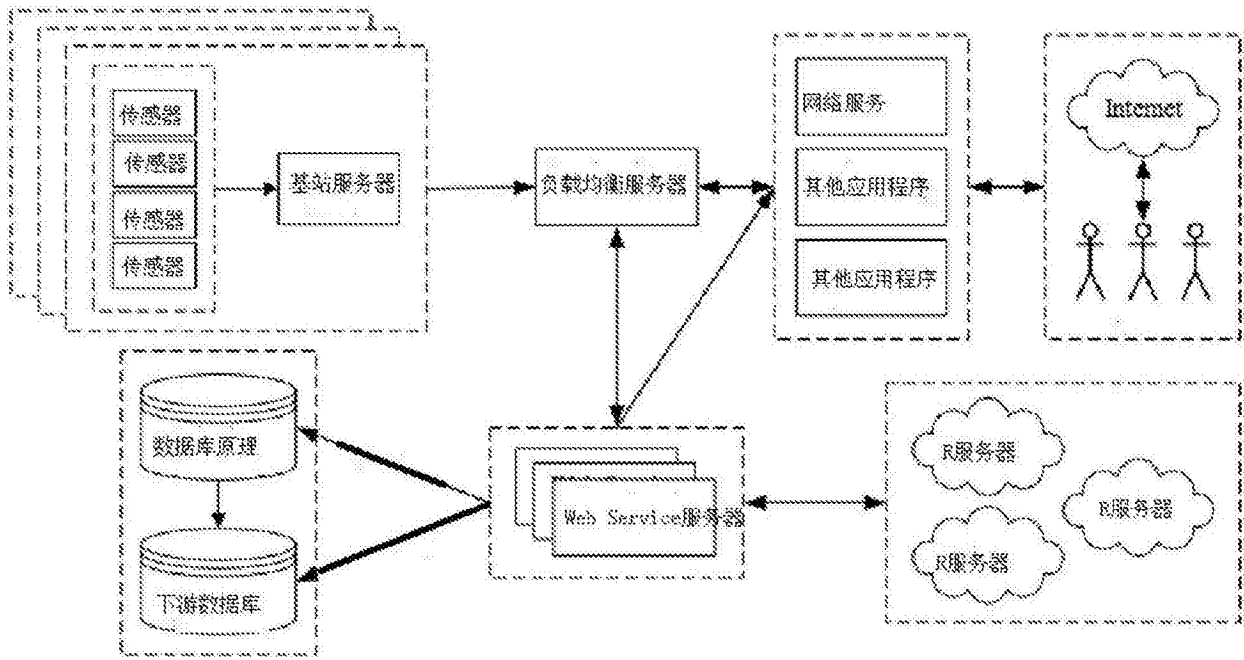 传感器
传感器
传感器
传感器
基站服务器
负载均衡服务器
网络服务
其他应用程序
其他应用程序
Internet
数据库原理
下游数据库
Web Service服务器
R服务器
R服务器
R服务器